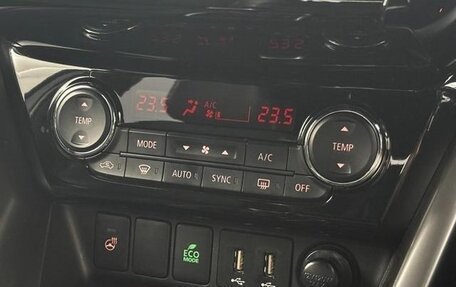 23.5 A/C 23.5
TEMP
TEMP
MODE
A/C
AUTO SYNC OFF
ECO
MODE